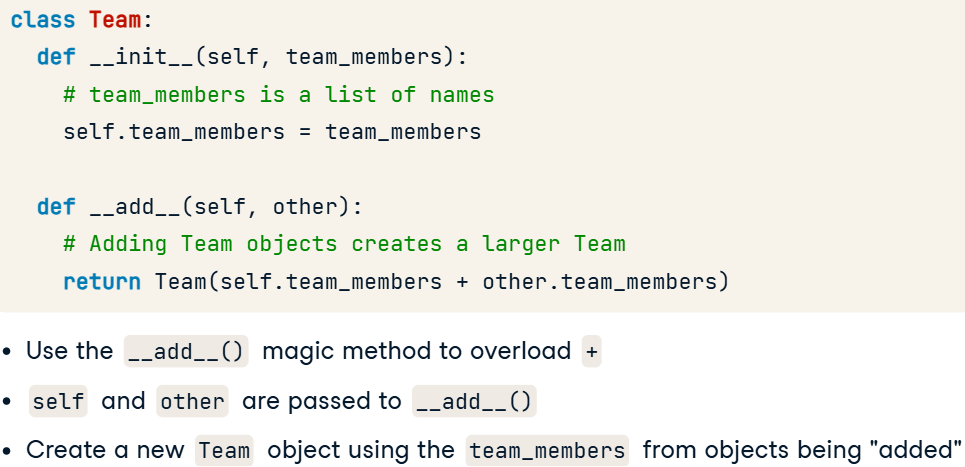 class Team:
  def __init__(self, team_members):
    # team_members is a list of names
    self.team_members = team_members

  def __add__(self, other):
    # Adding Team objects creates a larger Team
    return Team(self.team_members + other.team_members)
• Use the __add__() magic method to overload +
• self and other are passed to __add__()
• Create a new Team object using the team_members from objects being "added"